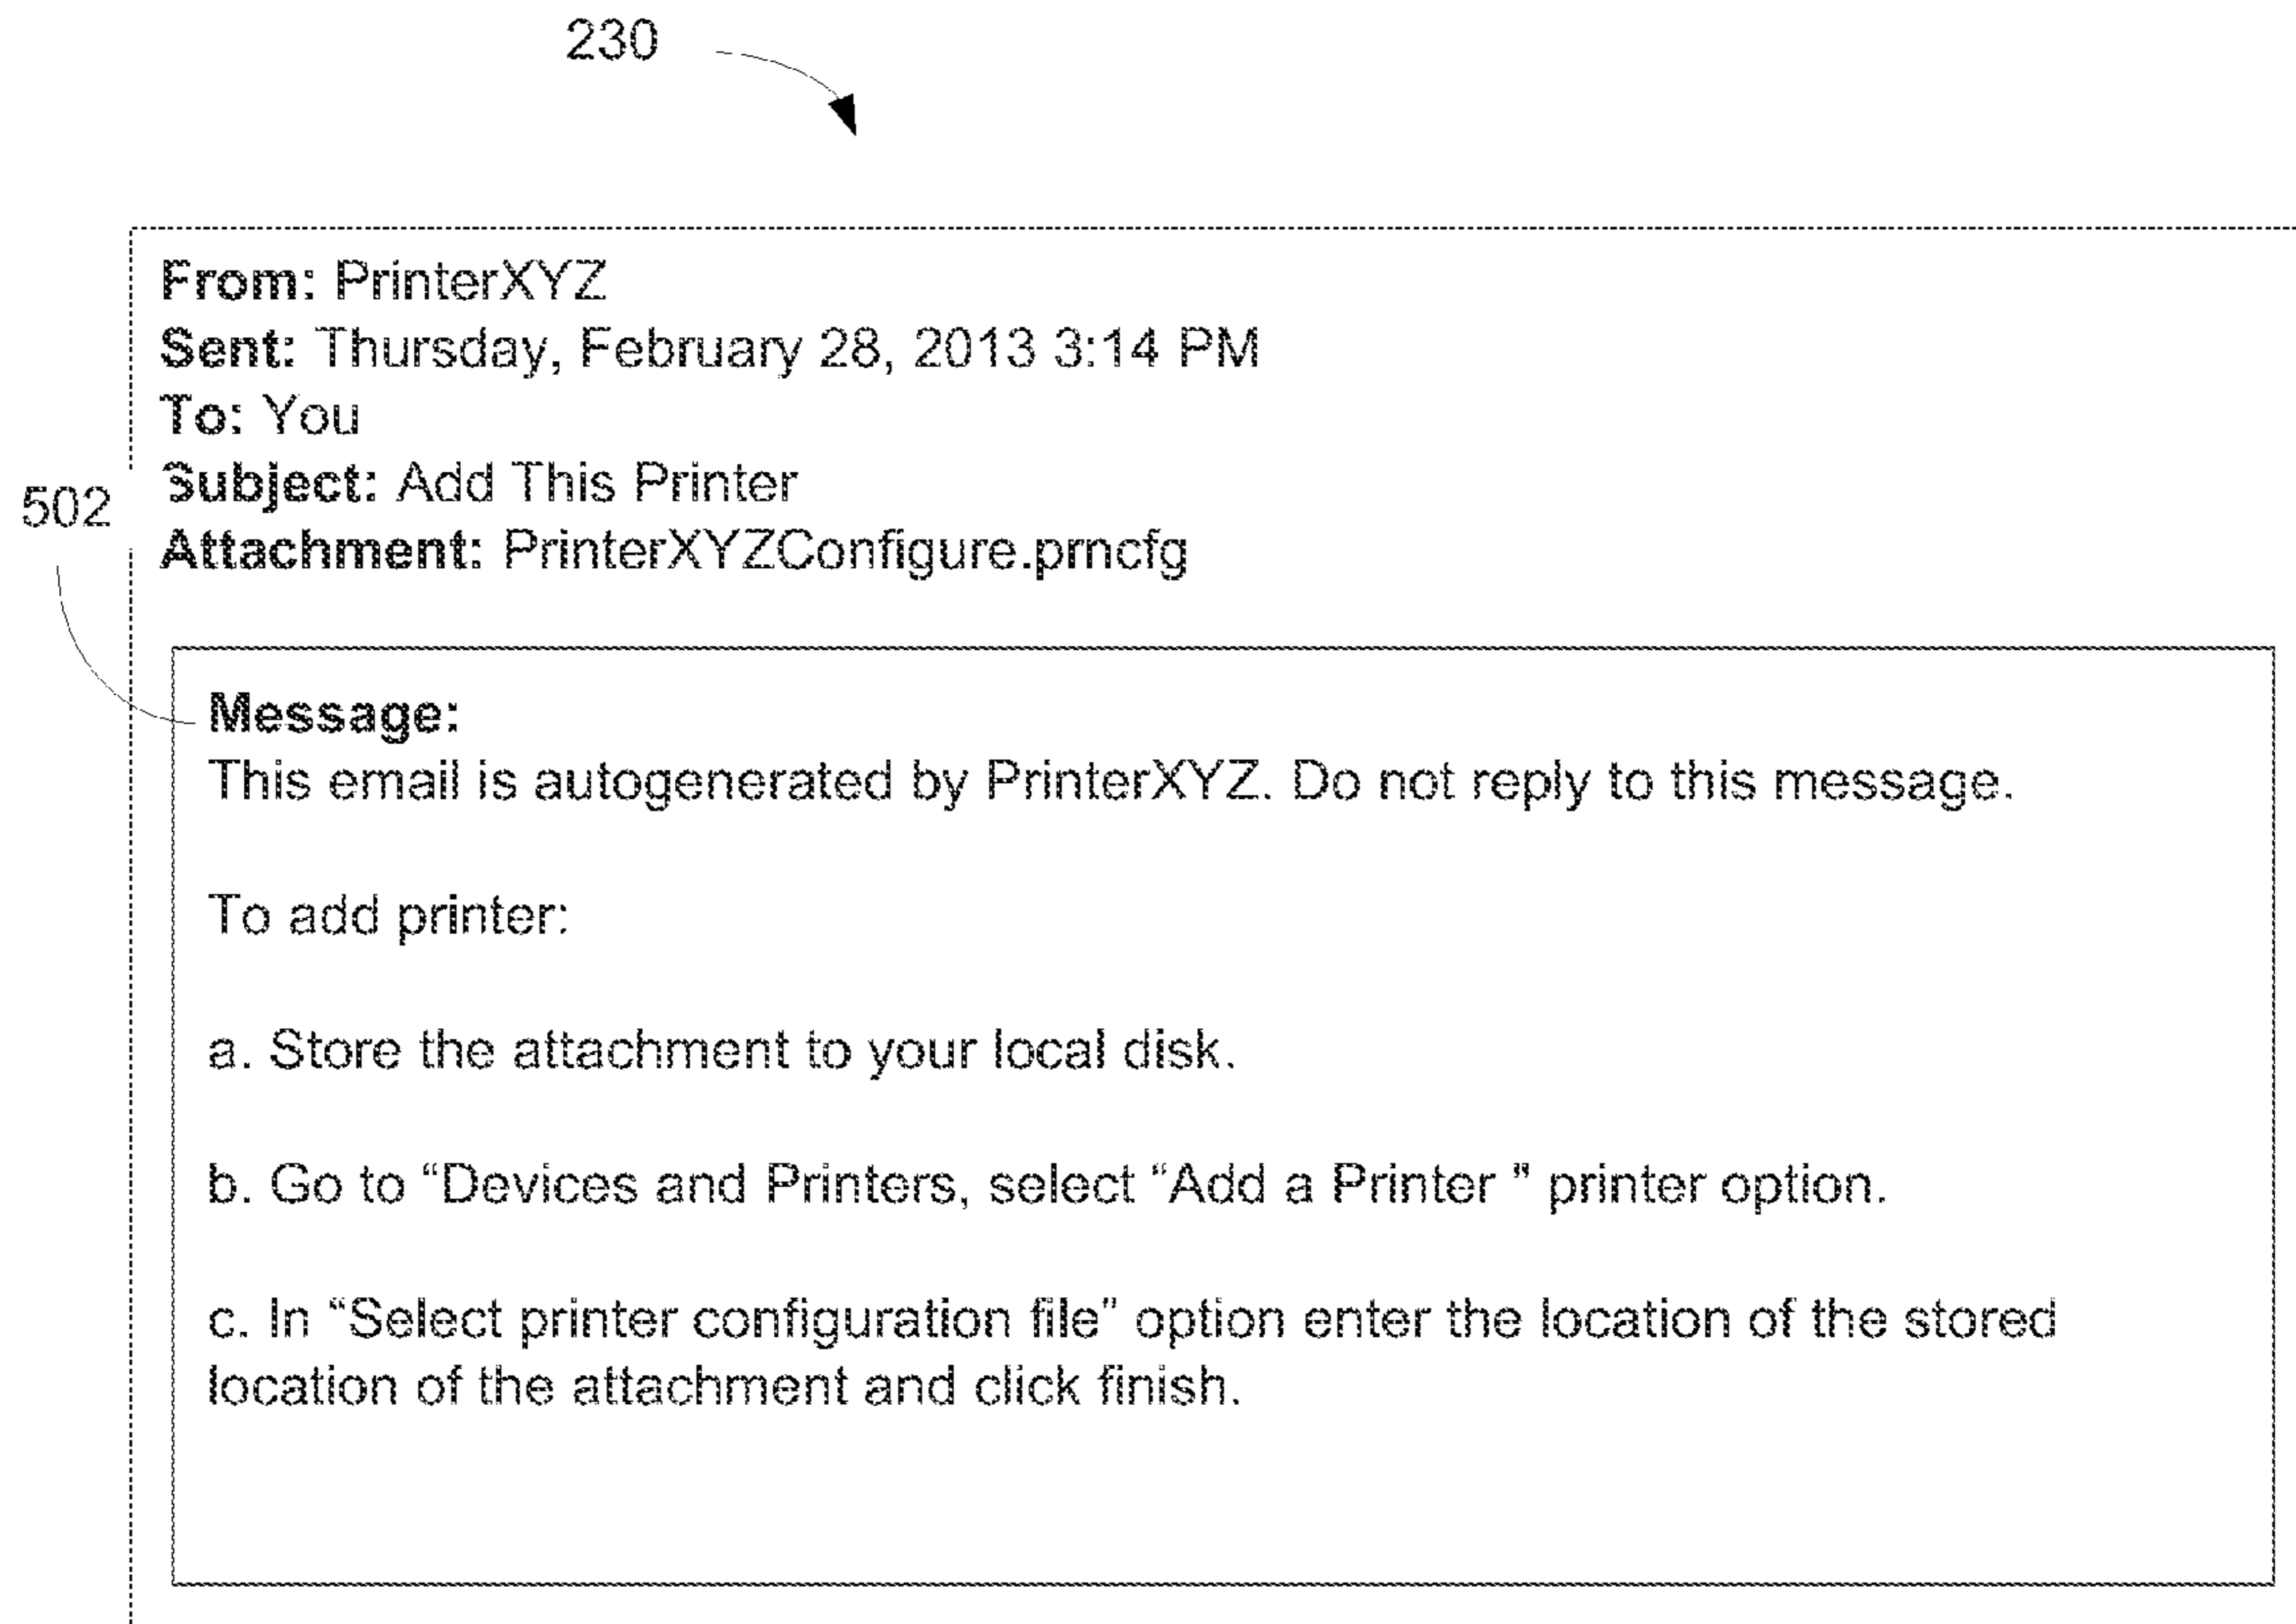 230
From: PrinterXYZ
Sent: Thursday, February 28, 2013 3:14 PM
To: You
Subject: Add This Printer
502
Attachment: PrinterXYZConfigure.prncfg
Message:
This email is autogenerated by PrinterXYZ. Do not reply to this message.
To add printer:
a. Store the attachment to your local disk.
b. Go to “Devices and Printers, select “Add a Printer ” printer option.
c. In “Select printer configuration file” option enter the location of the stored
location of the attachment and click finish.